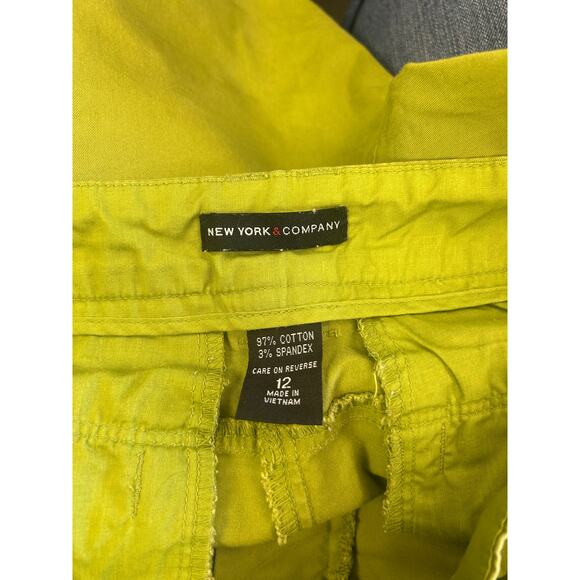 NEW YORK & COMPANY
97% COTTON
3% SPANDEX
CARE ON REVERSE
12
MADE IN
VIETNAM